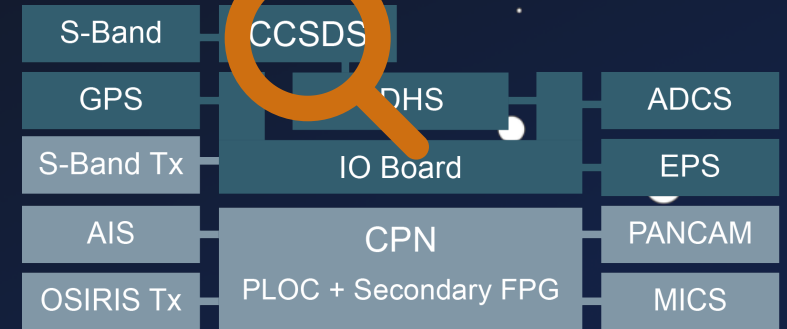 S-Band
CCSDS
GPS
DHS
ADCS
S-Band Tx
IO Board
EPS
AIS
CPN
PANCAM
OSIRIS Tx
PLOC + Secondary FPG
MICS